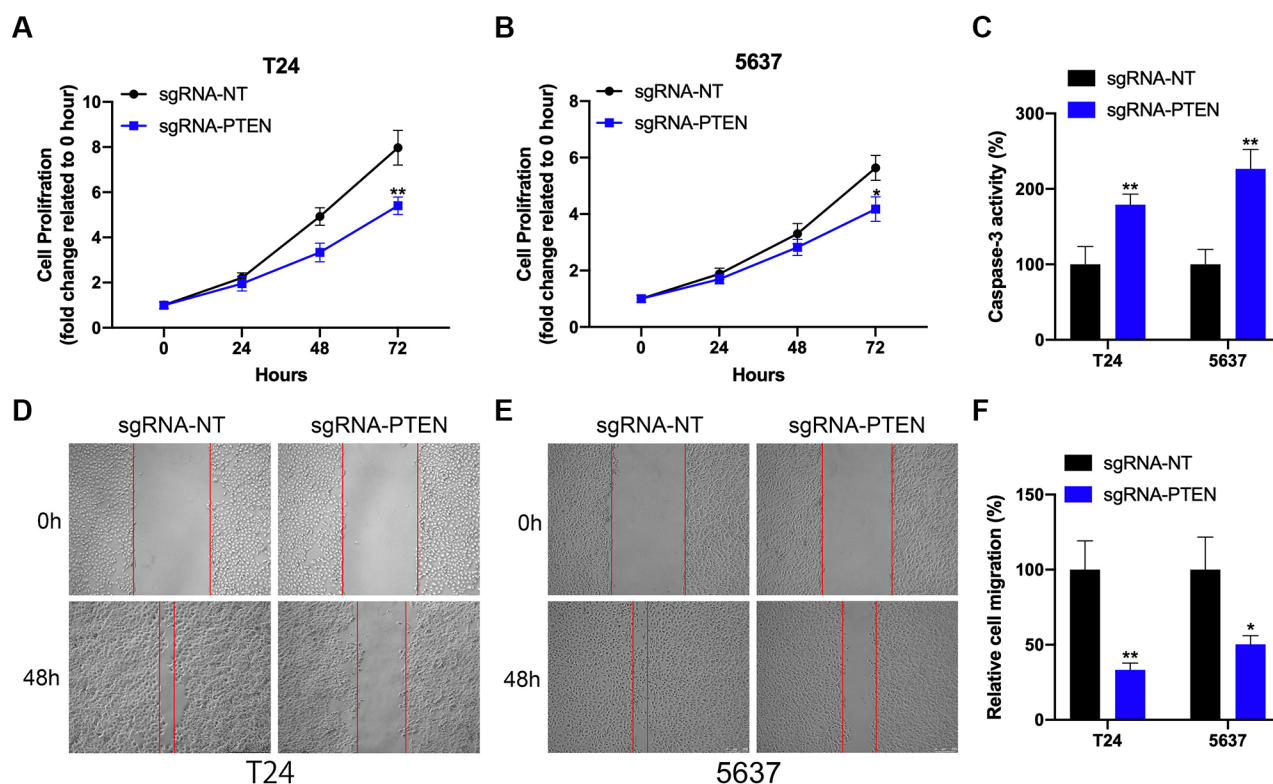 A
T24
sgRNA-NT
sgRNA-PTEN
Cell Prolifration
(fold change related to 0 hour)
10
8
6
4
2
0
**
0 24 48 72
Hours
B
5637
sgRNA-NT
sgRNA-PTEN
Cell Prolifration
(fold change related to 0 hour)
8
6
4
2
0
*
0 24 48 72
Hours
C
sgRNA-NT
sgRNA-PTEN
Caspase-3 activity (%)
300
200
100
0
** **
T24 5637
D
sgRNA-NT sgRNA-PTEN
0h
48h
T24
E
sgRNA-NT sgRNA-PTEN
0h
48h
5637
F
sgRNA-NT
sgRNA-PTEN
Relative cell migration (%)
150
100
50
0
** *
T24 5637